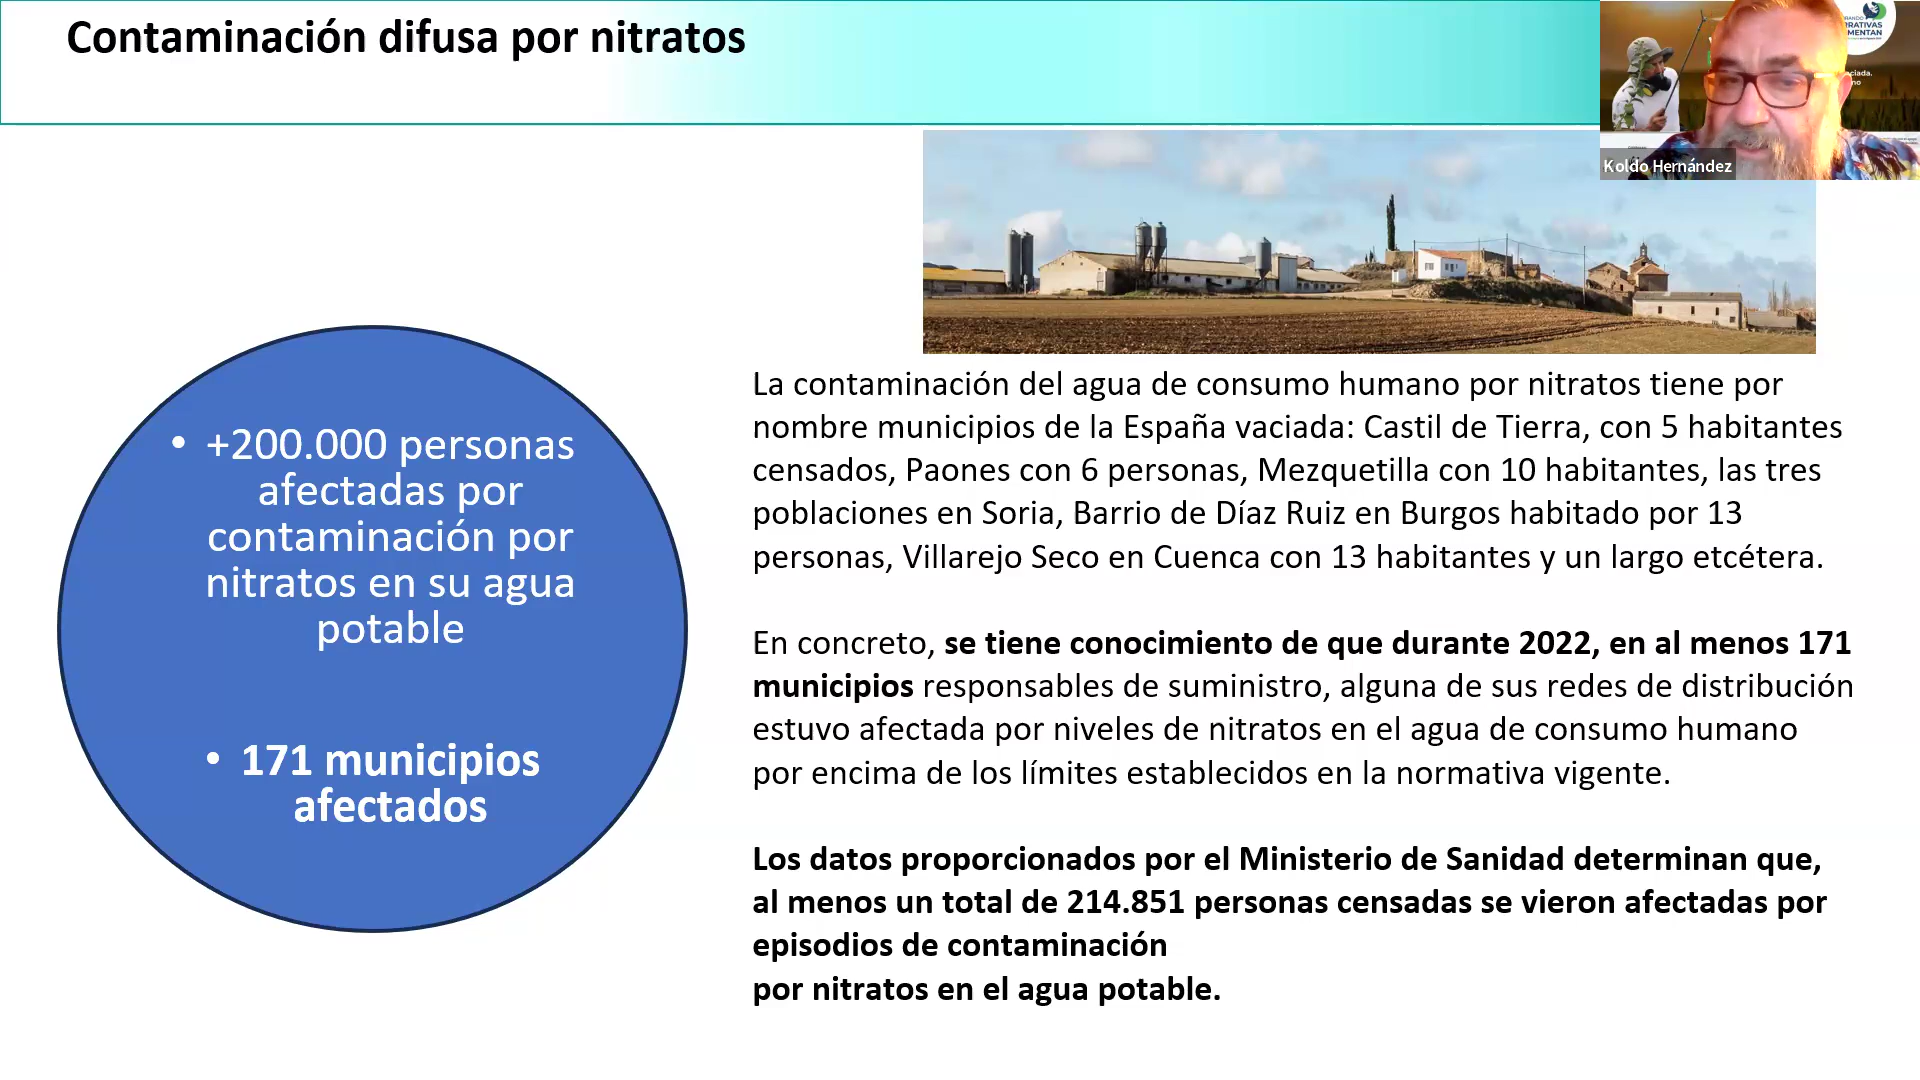 Contaminación difusa por nitratos
Koldo Hernández
+200.000 personas
afectadas por
contaminación por
nitratos en su agua
potable
171 municipios
afectados
La contaminación del agua de consumo humano por nitratos tiene por
nombre municipios de la España vaciada: Castil de Tierra, con 5 habitantes
censados, Paones con 6 personas, Mezquetilla con 10 habitantes, las tres
poblaciones en Soria, Barrio de Díaz Ruiz en Burgos habitado por 13
personas, Villarejo Seco en Cuenca con 13 habitantes y un largo etcétera.
En concreto, se tiene conocimiento de que durante 2022, en al menos 171
municipios responsables de suministro, alguna de sus redes de distribución
estuvo afectada por niveles de nitratos en el agua de consumo humano
por encima de los límites establecidos en la normativa vigente.
Los datos proporcionados por el Ministerio de Sanidad determinan que,
al menos un total de 214.851 personas censadas se vieron afectadas por
episodios de contaminación
por nitratos en el agua potable.